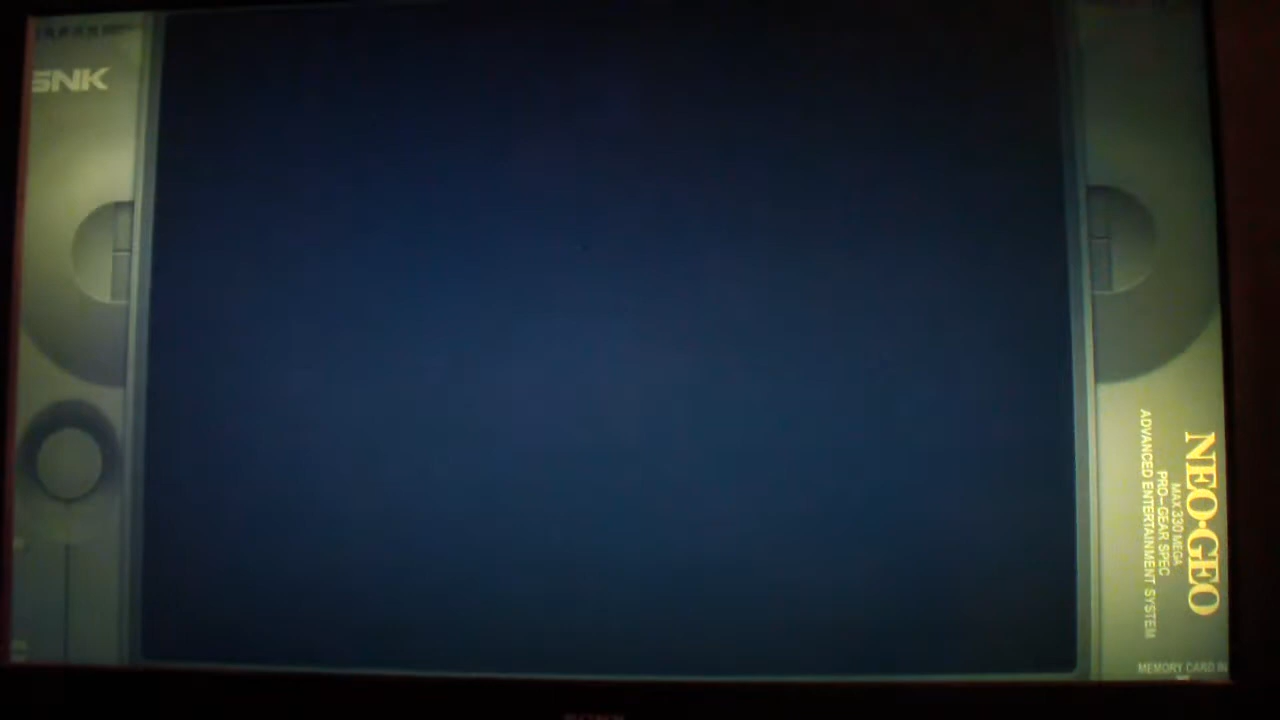 SNK
NEO•GEO
MAX 330 MEGA
PRO-GEAR SPEC
ADVANCED ENTERTAINMENT SYSTEM
MEMORY CARD IN